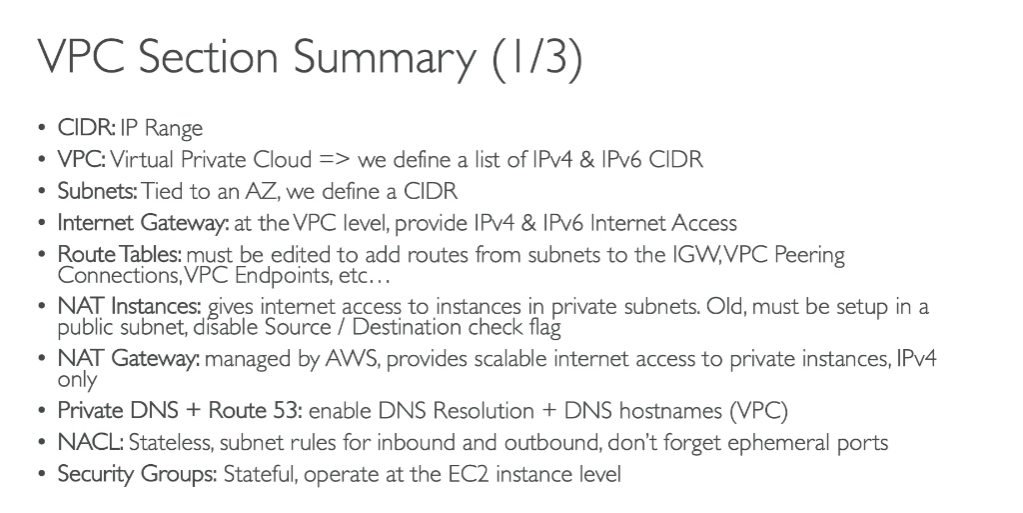 VPC Section Summary (1/3)
• CIDR: IP Range
• VPC: Virtual Private Cloud => we define a list of IPv4 & IPv6 CIDR
• Subnets: Tied to an AZ, we define a CIDR
• Internet Gateway: at the VPC level, provide IPv4 & IPv6 Internet Access
• Route Tables: must be edited to add routes from subnets to the IGW, VPC Peering
Connections, VPC Endpoints, etc…
• NAT Instances: gives internet access to instances in private subnets. Old, must be setup in a
public subnet, disable Source / Destination check flag
• NAT Gateway: managed by AWS, provides scalable internet access to private instances, IPv4
only
• Private DNS + Route 53: enable DNS Resolution + DNS hostnames (VPC)
• NACL: Stateless, subnet rules for inbound and outbound, don't forget ephemeral ports
• Security Groups: Stateful, operate at the EC2 instance level